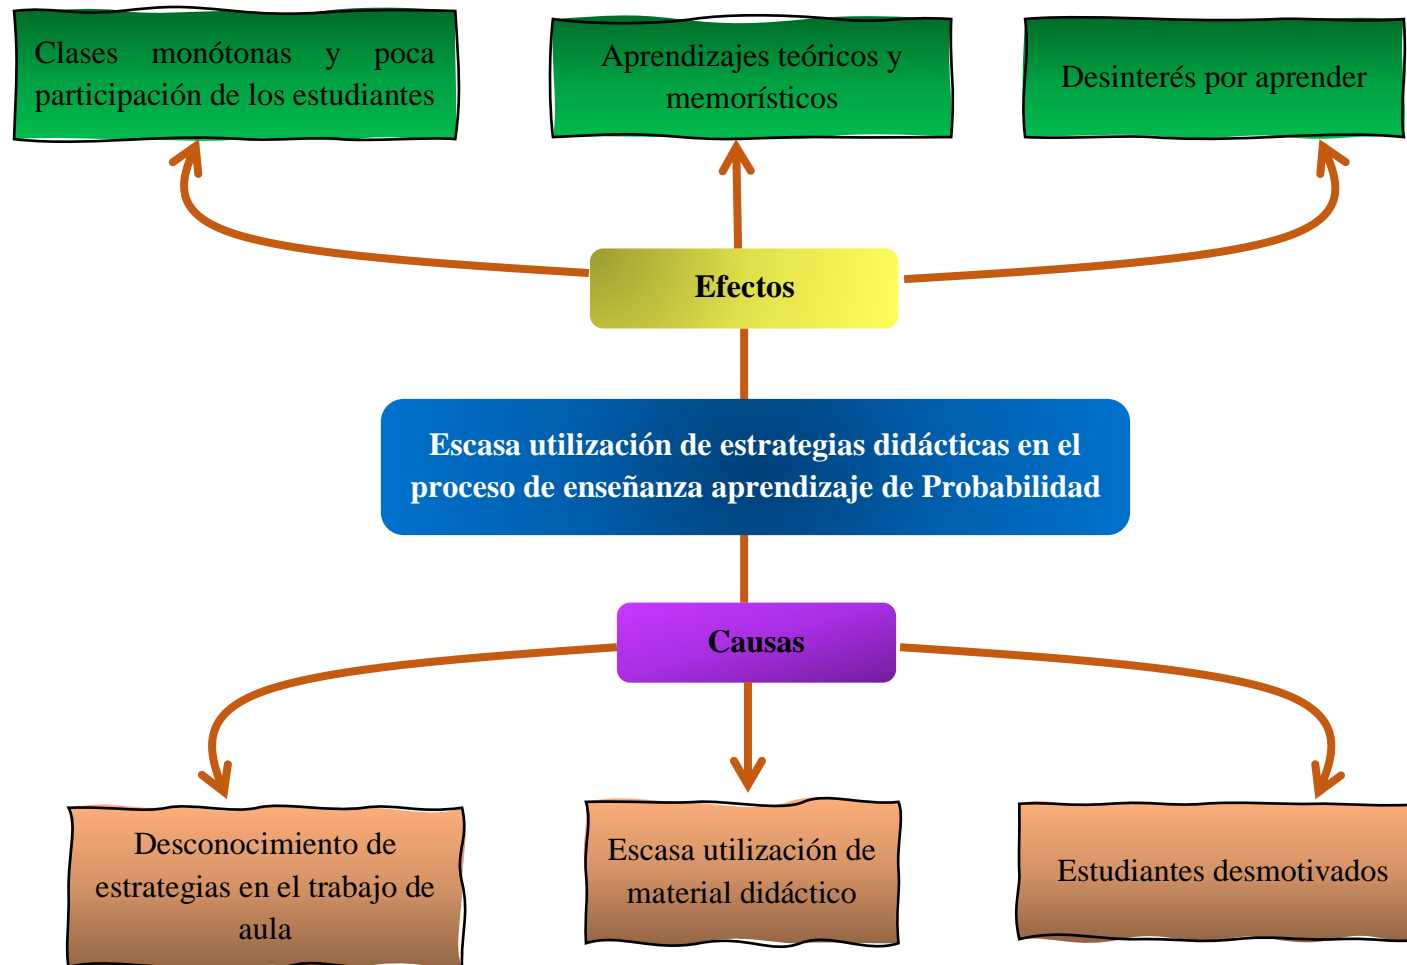 Clases monótonas y poca
participación de los estudiantes
Aprendizajes teóricos y
memorísticos
Desinterés por aprender
Efectos
Escasa utilización de estrategias didácticas en el
proceso de enseñanza aprendizaje de Probabilidad
Causas
Desconocimiento de
estrategias en el trabajo de
aula
Escasa utilización de
material didáctico
Estudiantes desmotivados